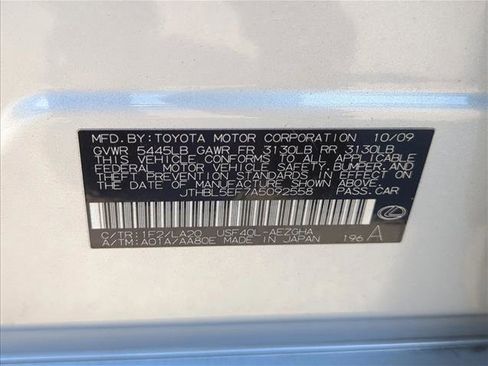 MFD.BY:TOYOTA MOTOR CORPORATION 10/09
GVWR 5445LB GAWR FR 3130LB RR 3130LB
THIS VEHICLE CONFORMS TO ALL APPLICABLE
FEDERAL MOTOR VEHICLE SAFETY, BUMPER, AND
THEFT PREVENTION STANDARDS IN EFFECT ON
THE DATE OF MANUFACTURE SHOWN ABOVE.
JTHBL5EF7A5092558 PASS.CAR
C/TR:1F2/LA20 USF40L-AEZGHA
A/TM:A01A/AA80E MADE IN JAPAN 196 A